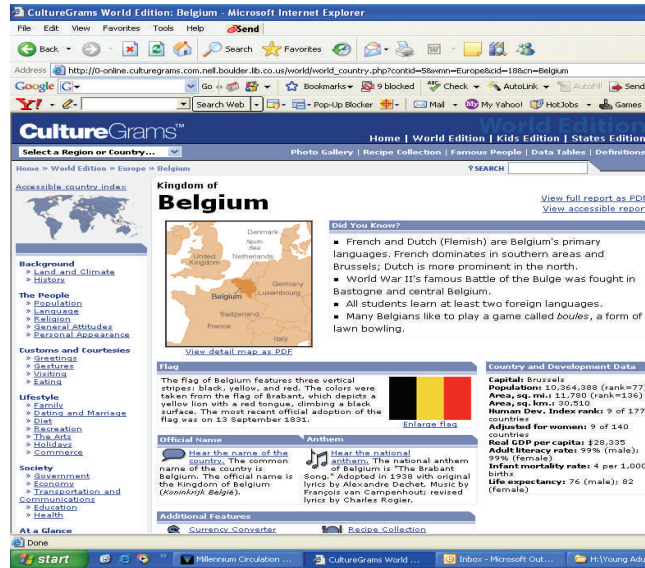 CultureGrams World Edition: Belgium - Microsoft Internet Explorer
File Edit View Favorites Tools Help @Send
Back Search Favorites
Address http://0-online.culturegrams.com.nell.boulder.lib.co.us/world/world_country.php?contid=5&wmn=Europe&cid=18&cn=Belgium
Google G Go Bookmarks 9 blocked Check AutoLink AutoFill Send
Y! Search Web Pop-Up Blocker Mail My Yahoo! HotJobs Games
CultureGrams™
World Edition
Home | World Edition | Kids Edition | States Edition
Select a Region or Country...
Photo Gallery | Recipe Collection | Famous People | Data Tables | Definitions
Home » World Edition » Europe » Belgium
SEARCH
Accessible country index
Background
» Land and Climate
» History
The People
» Population
» Language
» Religion
» General Attitudes
» Personal Appearance
Customs and Courtesies
» Greetings
» Gestures
» Visiting
» Eating
Lifestyle
» Family
» Dating and Marriage
» Diet
» Recreation
» The Arts
» Holidays
» Commerce
Society
» Government
» Economy
» Transportation and
Communications
» Education
» Health
At a Glance
Kingdom of
Belgium
View full report as PDF
View accessible repor
Denmark
North
Sea
United
Kingdom
Netherlands
Germany
Belgium
Luxembourg
Switzerland
France
Italy
View detail map as PDF
Did You Know?
▪ French and Dutch (Flemish) are Belgium's primary
languages. French dominates in southern areas and
Brussels; Dutch is more prominent in the north.
▪ World War II's famous Battle of the Bulge was fought in
Bastogne and central Belgium.
▪ All students learn at least two foreign languages.
▪ Many Belgians like to play a game called boules, a form of
lawn bowling.
Flag
The flag of Belgium features three vertical
stripes: black, yellow, and red. The colors were
taken from the flag of Brabant, which depicts a
yellow lion with a red tongue, climbing a black
surface. The most recent official adoption of the
flag was on 13 September 1831.
Enlarge flag
Official Name
Hear the name of the
country. The common
name of the country is
Belgium. The official name is
the Kingdom of Belgium
(Koninkrijk België).
Anthem
Hear the national
anthem. The national anthem
of Belgium is "The Brabant
Song." Adopted in 1938 with original
lyrics by Alexandre Dechet. Music by
François van Campenhout; revised
lyrics by Charles Rogier.
Additional Features
Currency Converter
Recipe Collection
Country and Development Data
Capital: Brussels
Population: 10,364,388 (rank=77)
Area, sq. mi.: 11,780 (rank=136)
Area, sq. km.: 30,510
Human Dev. Index rank: 9 of 177
countries
Adjusted for women: 9 of 140
countries
Real GDP per capita: $28,335
Adult literacy rate: 99% (male);
99% (female)
Infant mortality rate: 4 per 1,000
births
Life expectancy: 76 (male); 82
(female)
Done
start
Millennium Circulation ...
CultureGrams World ...
Inbox - Microsoft Out...
H:\Young Adu